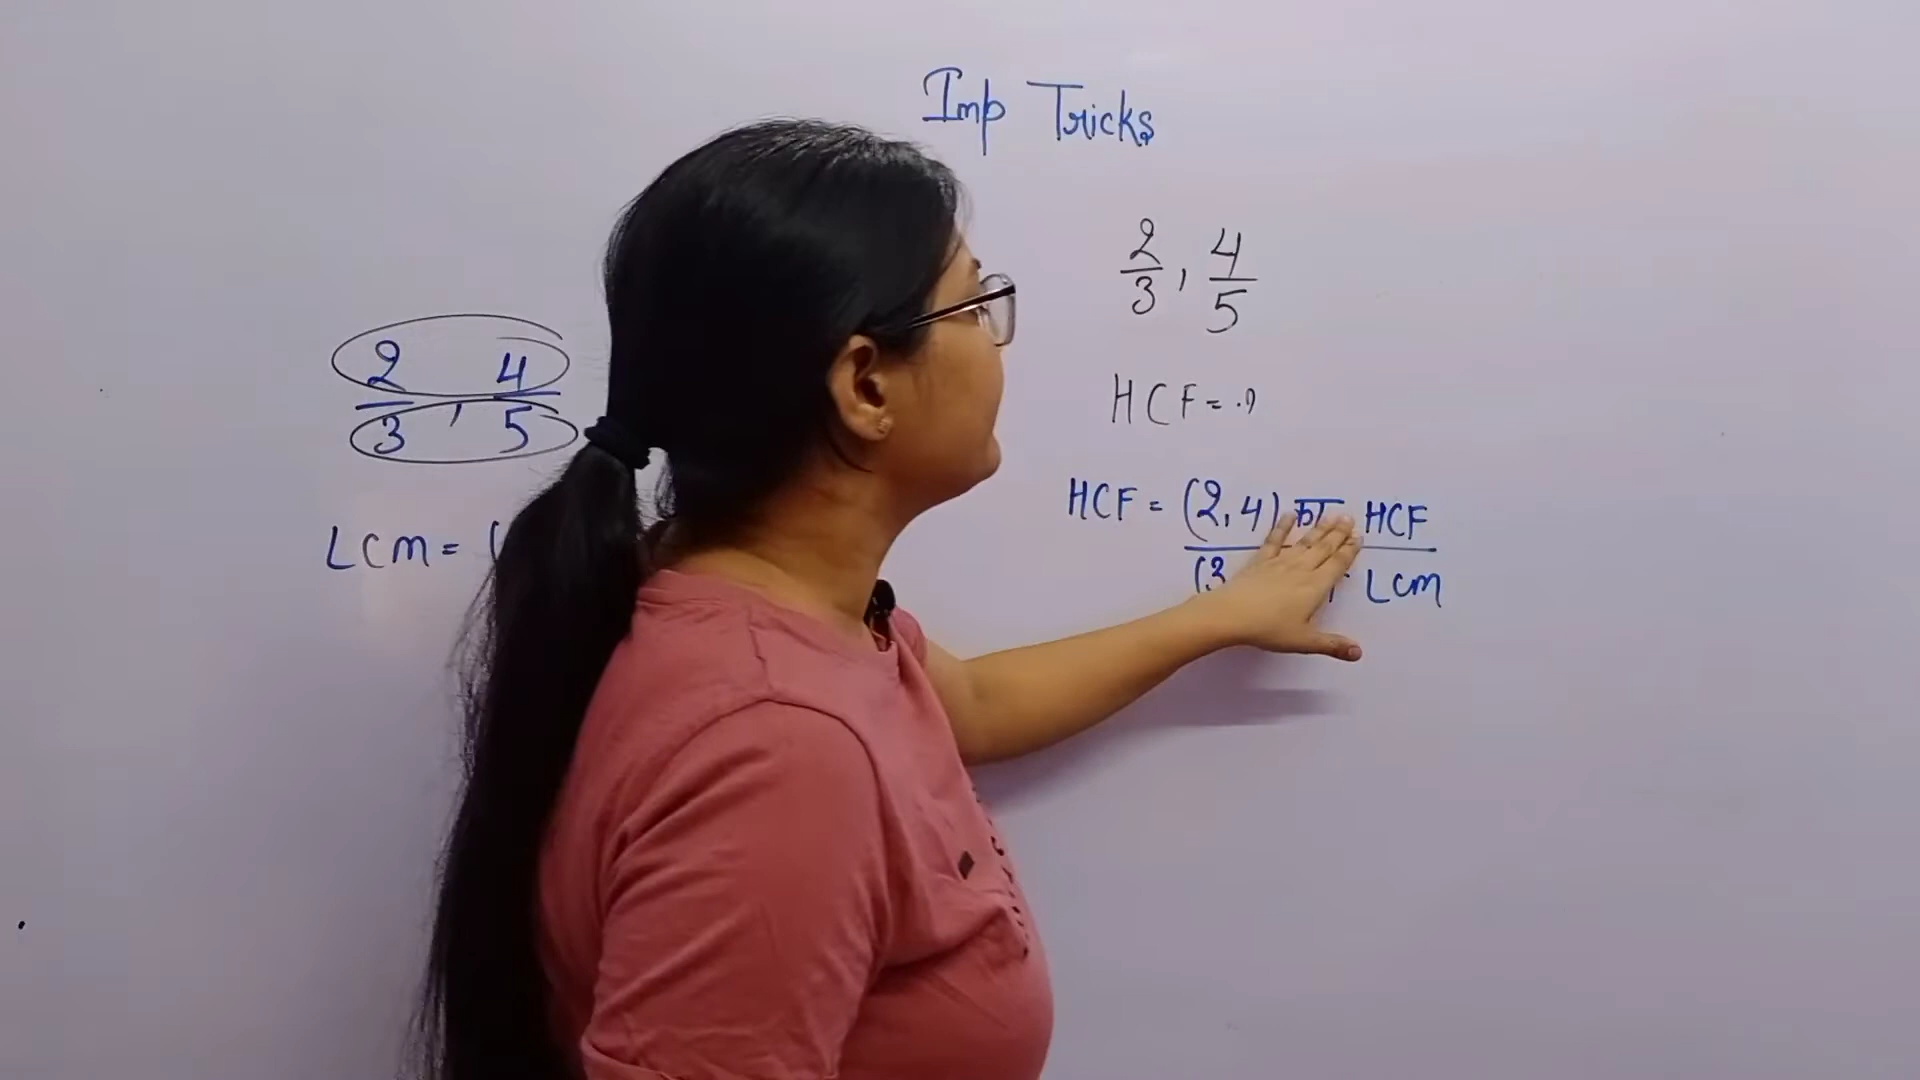 Imp Tricks
2/3 , 4/5
2/3 , 4/5
HCF = ?
LCM = (
HCF = (2, 4) का HCF
(3 LCM